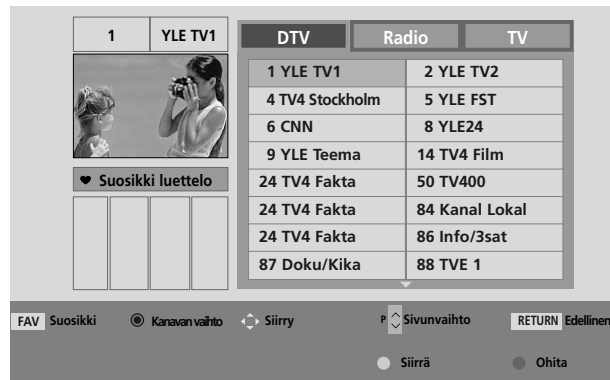 1 YLE TV1
DTV Radio TV
1 YLE TV1 2 YLE TV2
4 TV4 Stockholm 5 YLE FST
6 CNN 8 YLE24
9 YLE Teema 14 TV4 Film
♥ Suosikki luettelo
24 TV4 Fakta 50 TV400
24 TV4 Fakta 84 Kanal Lokal
24 TV4 Fakta 86 Info/3sat
87 Doku/Kika 88 TVE 1
FAV Suosikki Kanavan vaihto Siirry P Sivunvaihto RETURN Edellinen
Siirrä Ohita